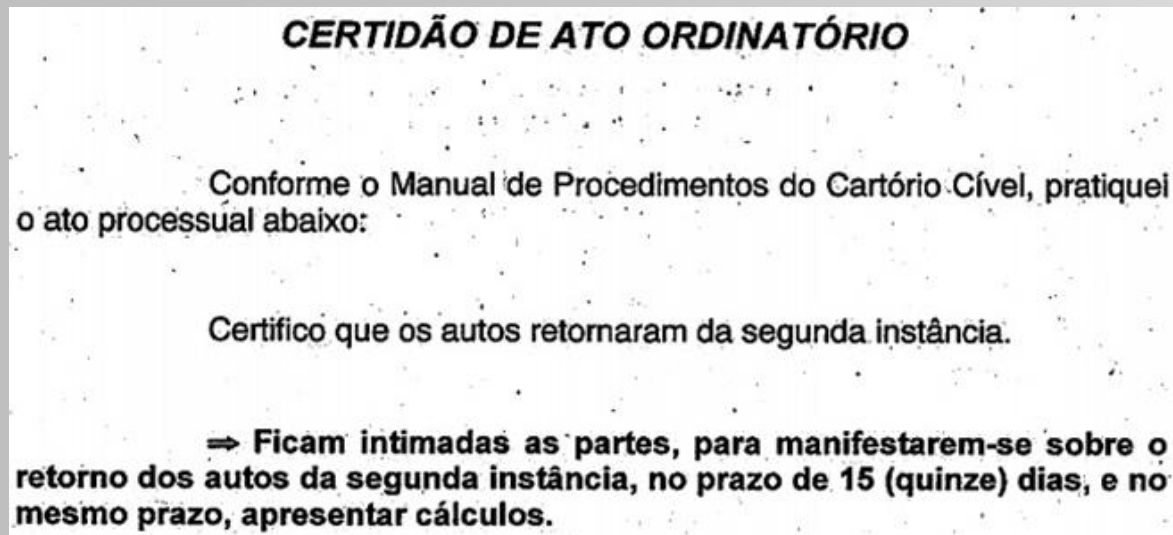 CERTIDÃO DE ATO ORDINATÓRIO
Conforme o Manual de Procedimentos do Cartório Cível, pratiquei
o ato processual abaixo:
Certifico que os autos retornaram da segunda instância.
⇒ Ficam intimadas as partes, para manifestarem-se sobre o
retorno dos autos da segunda instância, no prazo de 15 (quinze) dias, e no
mesmo prazo, apresentar cálculos.